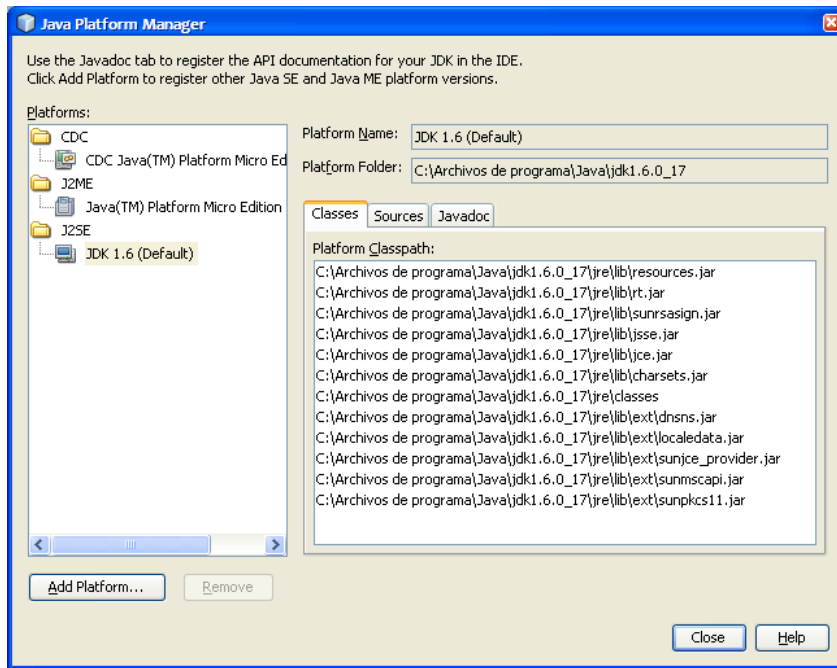 Java Platform Manager
Use the Javadoc tab to register the API documentation for your JDK in the IDE.
Click Add Platform to register other Java SE and Java ME platform versions.
Platforms:
CDC
CDC Java(TM) Platform Micro Ed
J2ME
Java(TM) Platform Micro Edition
J2SE
JDK 1.6 (Default)
Platform Name: JDK 1.6 (Default)
Platform Folder: C:\Archivos de programa\Java\jdk1.6.0_17
Classes Sources Javadoc
Platform Classpath:
C:\Archivos de programa\Java\jdk1.6.0_17\jre\lib\resources.jar
C:\Archivos de programa\Java\jdk1.6.0_17\jre\lib\rt.jar
C:\Archivos de programa\Java\jdk1.6.0_17\jre\lib\sunrsasign.jar
C:\Archivos de programa\Java\jdk1.6.0_17\jre\lib\jsse.jar
C:\Archivos de programa\Java\jdk1.6.0_17\jre\lib\jce.jar
C:\Archivos de programa\Java\jdk1.6.0_17\jre\lib\charsets.jar
C:\Archivos de programa\Java\jdk1.6.0_17\jre\classes
C:\Archivos de programa\Java\jdk1.6.0_17\jre\lib\ext\dnsns.jar
C:\Archivos de programa\Java\jdk1.6.0_17\jre\lib\ext\localedata.jar
C:\Archivos de programa\Java\jdk1.6.0_17\jre\lib\ext\sunjce_provider.jar
C:\Archivos de programa\Java\jdk1.6.0_17\jre\lib\ext\sunmscapi.jar
C:\Archivos de programa\Java\jdk1.6.0_17\jre\lib\ext\sunpkcs11.jar
Add Platform... Remove
Close Help